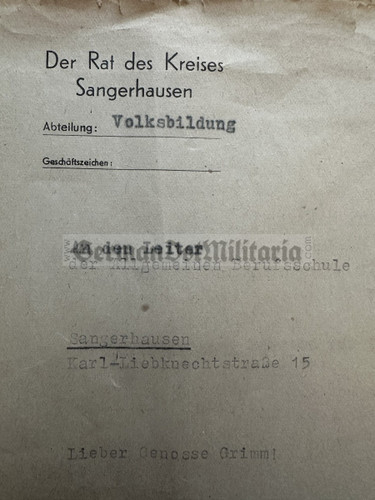 Der Rat des Kreises
Sangerhausen
Abteilung: Volksbildung
Geschäftszeichen:
An den Leiter
der Allgemeinen Berufsschule
Sangerhausen
Karl-Liebknechtstraße 15
Lieber Genosse Grimm!